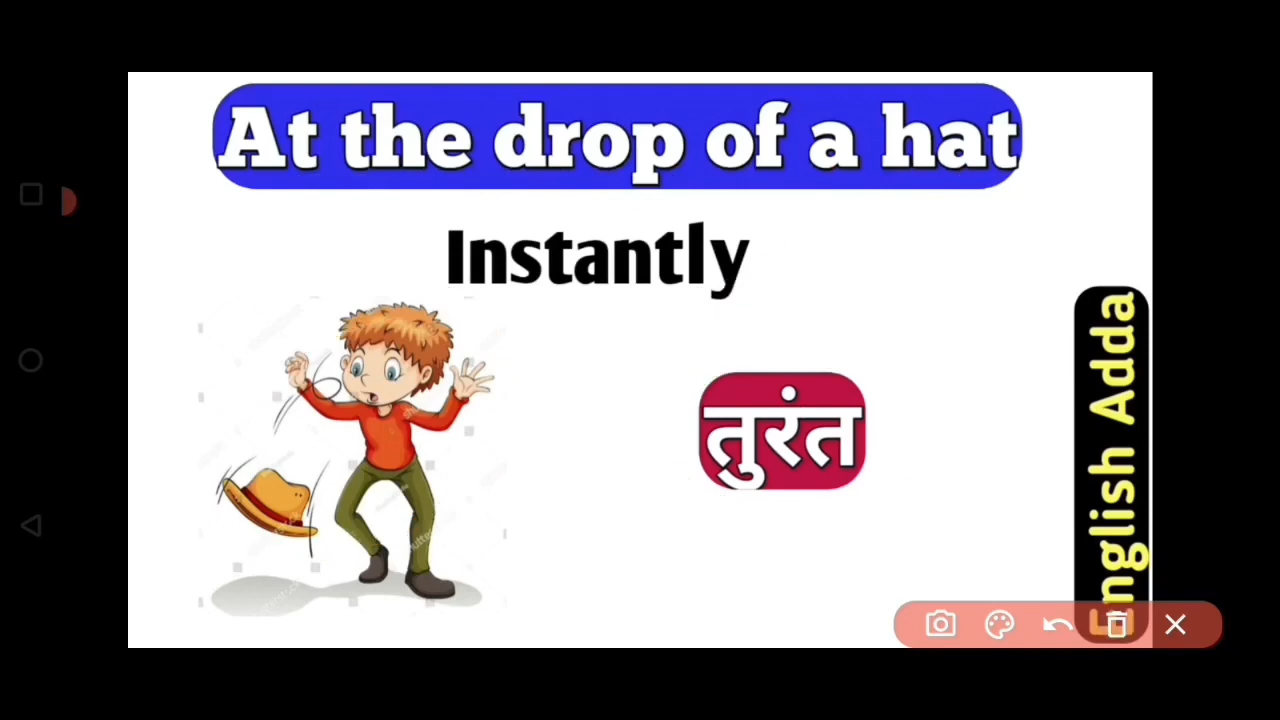 At the drop of a hat
Instantly
तुरंत
English Adda